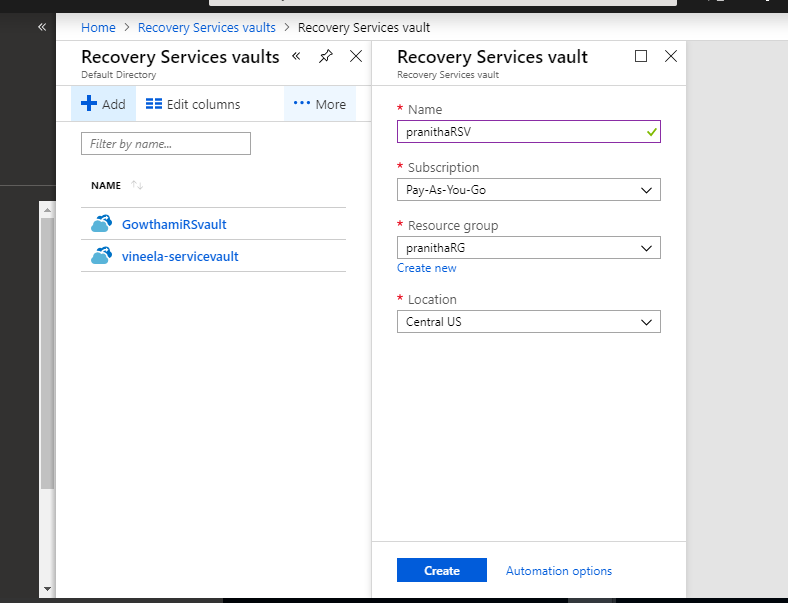 Home > Recovery Services vaults > Recovery Services vault
Recovery Services vaults
Default Directory
Add
Edit columns
More
Filter by name...
NAME
GowthamiRSvault
vineela-servicevault
Recovery Services vault
Recovery Services vault
* Name
pranithaRSV
* Subscription
Pay-As-You-Go
* Resource group
pranithaRG
Create new
* Location
Central US
Create
Automation options